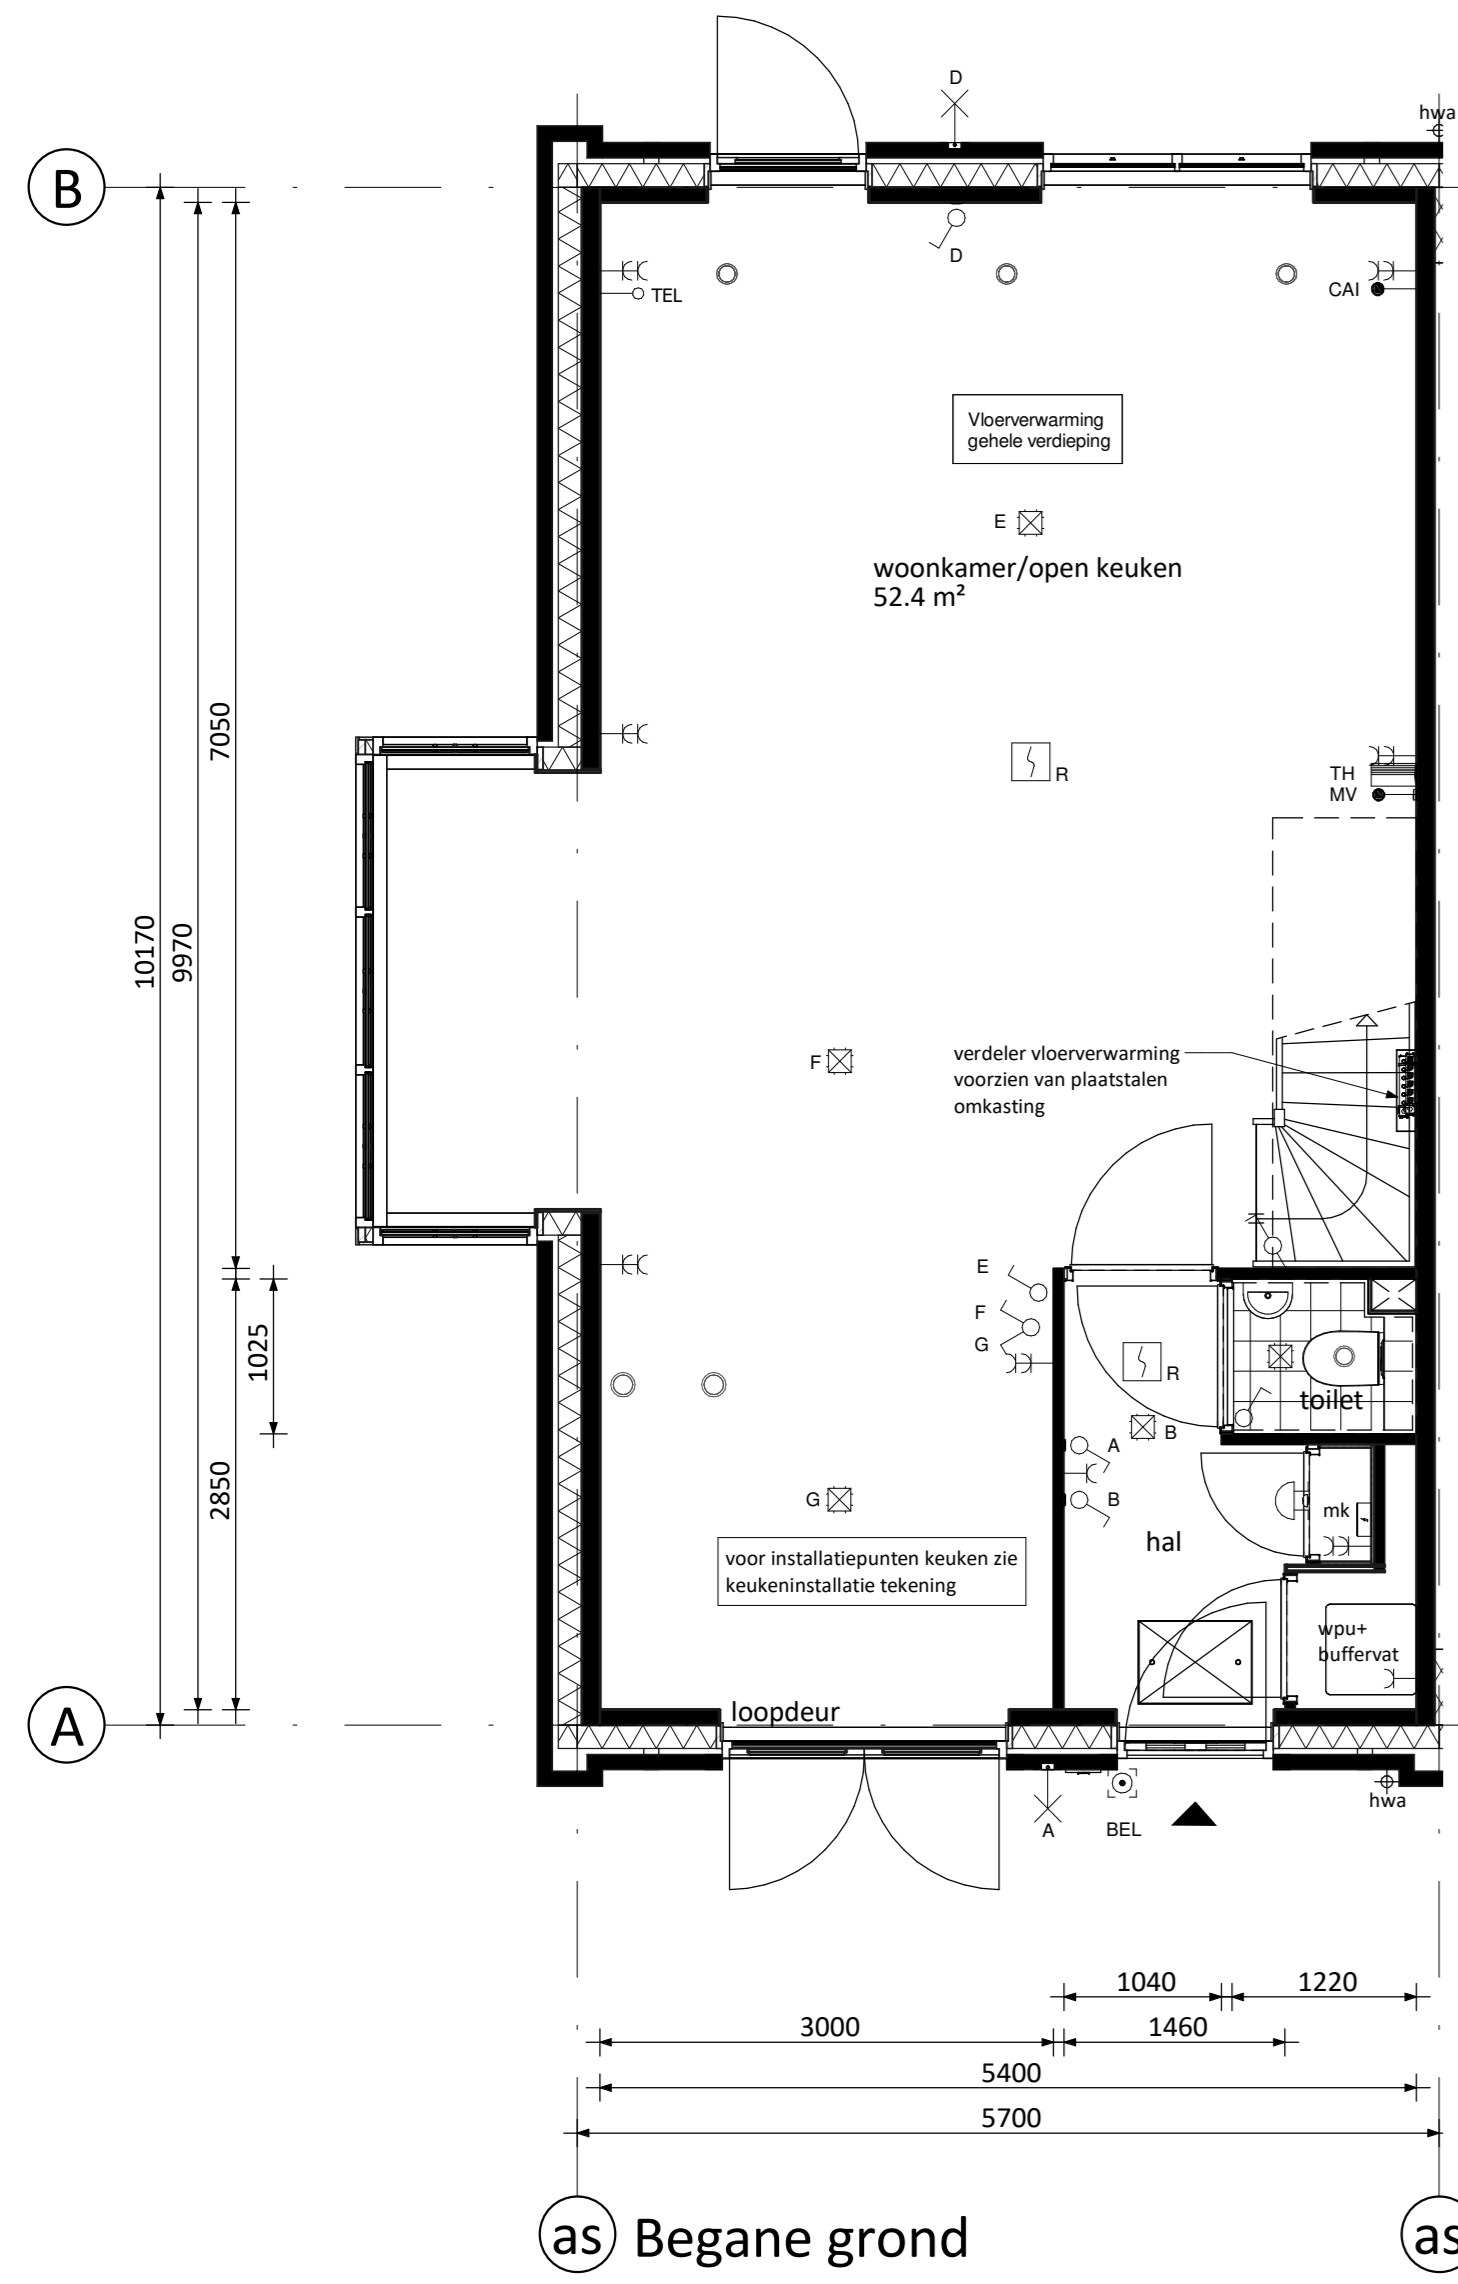 D
hwa
B
D
TEL
CAI
Vloerverwarming
gehele verdieping
E
woonkamer/open keuken
52.4 m²
7050
R
TH
MV
10170
9970
F
verdeler vloerverwarming
voorzien van plaatstalen
omkasting
E
F
G
1025
R
toilet
B
A
2850
G
B
mk
hal
voor installatiepunten keuken zie
keukeninstallatie tekening
wpu+
buffervat
A
loopdeur
hwa
A
BEL
1040
1220
3000
1460
5400
5700
as
Begane grond
as